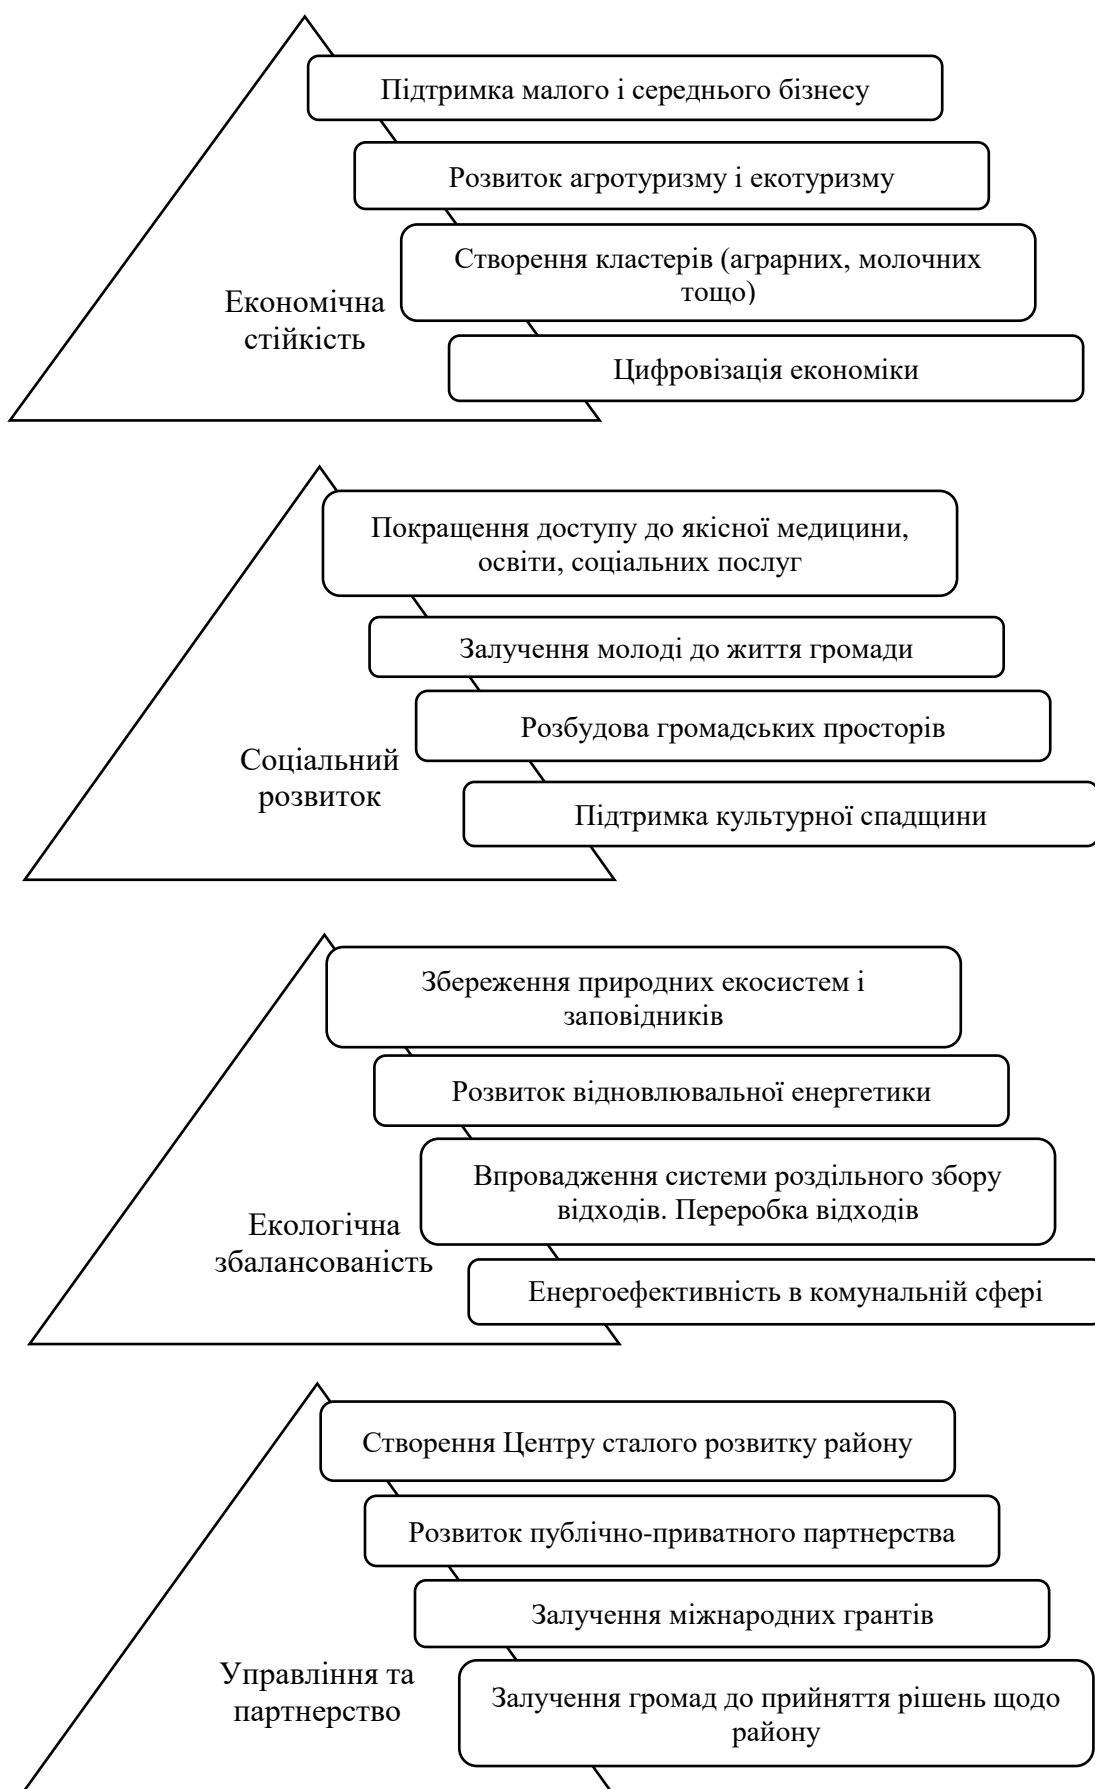 Підтримка малого і середнього бізнесу
Розвиток агротуризму і екотуризму
Створення кластерів (аграрних, молочних
тощо)
Цифровізація економіки
Економічна
стійкість
Покращення доступу до якісної медицини,
освіти, соціальних послуг
Залучення молоді до життя громади
Розбудова громадських просторів
Підтримка культурної спадщини
Соціальний
розвиток
Збереження природних екосистем і
заповідників
Розвиток відновлювальної енергетики
Впровадження системи роздільного збору
відходів. Переробка відходів
Енергоефективність в комунальній сфері
Екологічна
збалансованість
Створення Центру сталого розвитку району
Розвиток публічно-приватного партнерства
Залучення міжнародних грантів
Залучення громад до прийняття рішень щодо
району
Управління та
партнерство